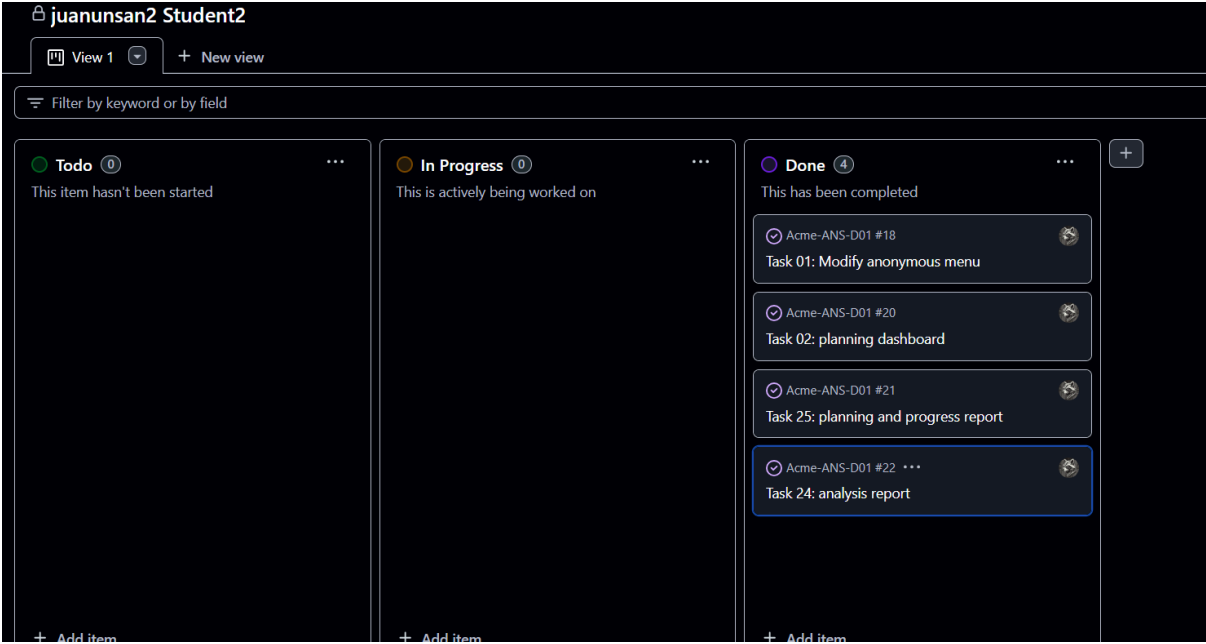 juanunsan2 Student2
View 1
New view
Filter by keyword or by field
Todo 0
This item hasn't been started
In Progress 0
This is actively being worked on
Done 4
This has been completed
Acme-ANS-D01 #18
Task 01: Modify anonymous menu
Acme-ANS-D01 #20
Task 02: planning dashboard
Acme-ANS-D01 #21
Task 25: planning and progress report
Acme-ANS-D01 #22
Task 24: analysis report
Add item
Add item
Add item